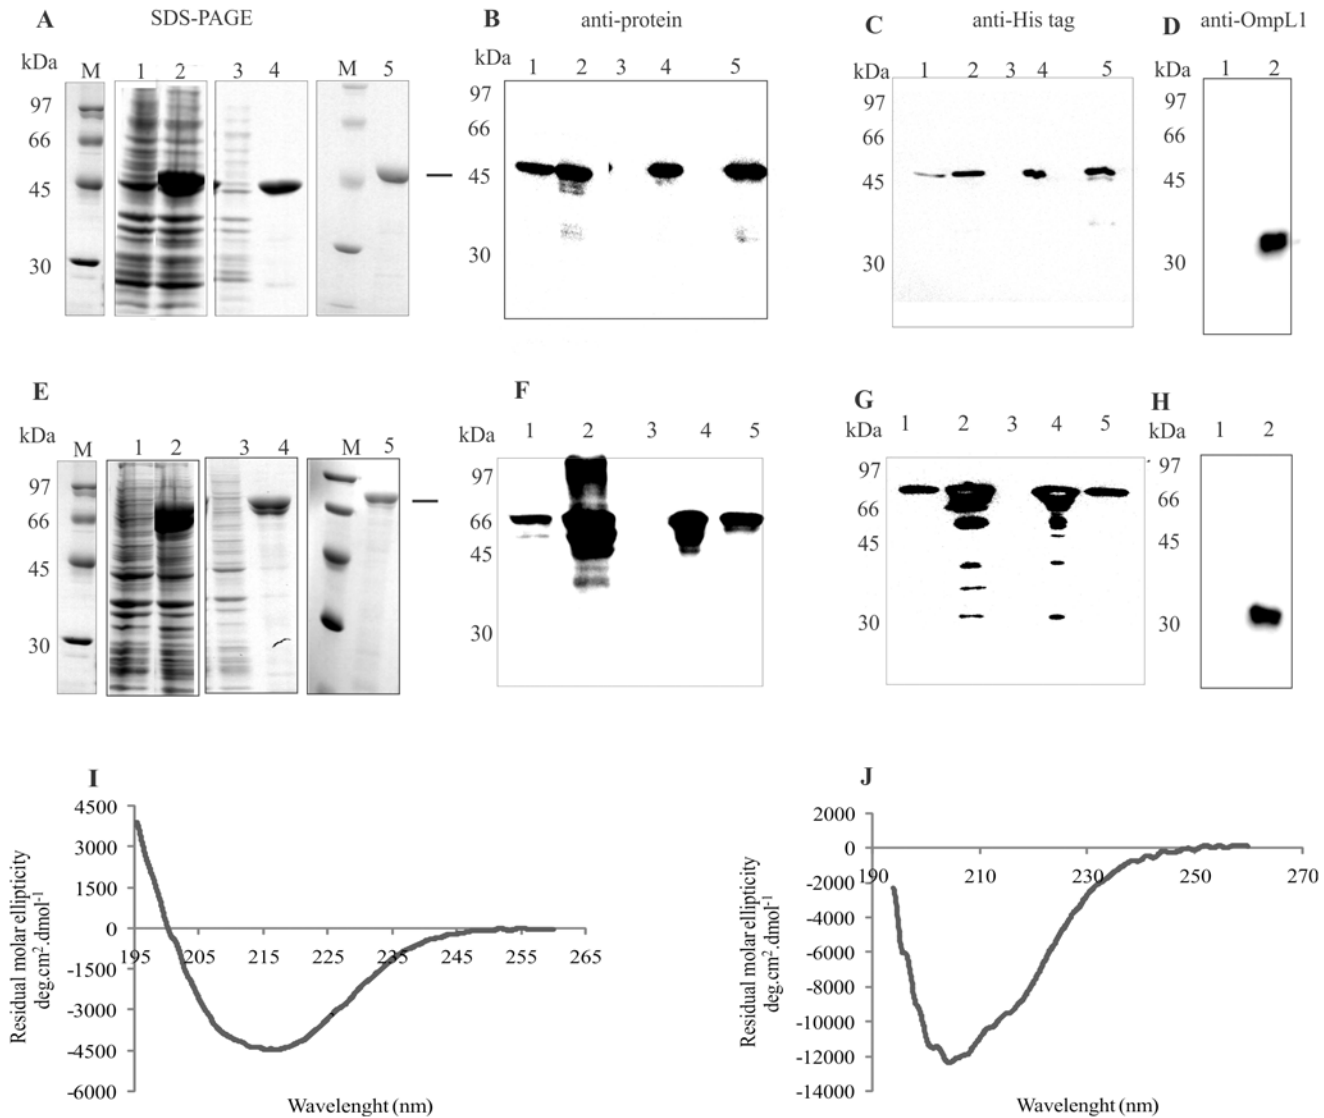 A SDS-PAGE
kDa M 1 2 3 4 M 5
97
66
45
30
B anti-protein
kDa 1 2 3 4 5
97
66
45
30
C anti-His tag
kDa 1 2 3 4 5
97
66
45
30
D anti-OmpL1
kDa 1 2
97
66
45
30
E
kDa M 1 2 3 4 M 5
97
66
45
30
F
kDa 1 2 3 4 5
97
66
45
30
G
kDa 1 2 3 4 5
97
66
45
30
H
kDa 1 2
97
66
45
30
I
Residual molar ellipticity
deg.cm².dmol⁻¹
4500
3000
1500
0
-1500
-3000
-4500
-6000
195 205 215 225 235 245 255 265
Wavelenght (nm)
J
Residual molar ellipticity
deg.cm².dmol⁻¹
2000
0
-2000
-4000
-6000
-8000
-10000
-12000
-14000
190 210 230 250 270
Wavelenght (nm)